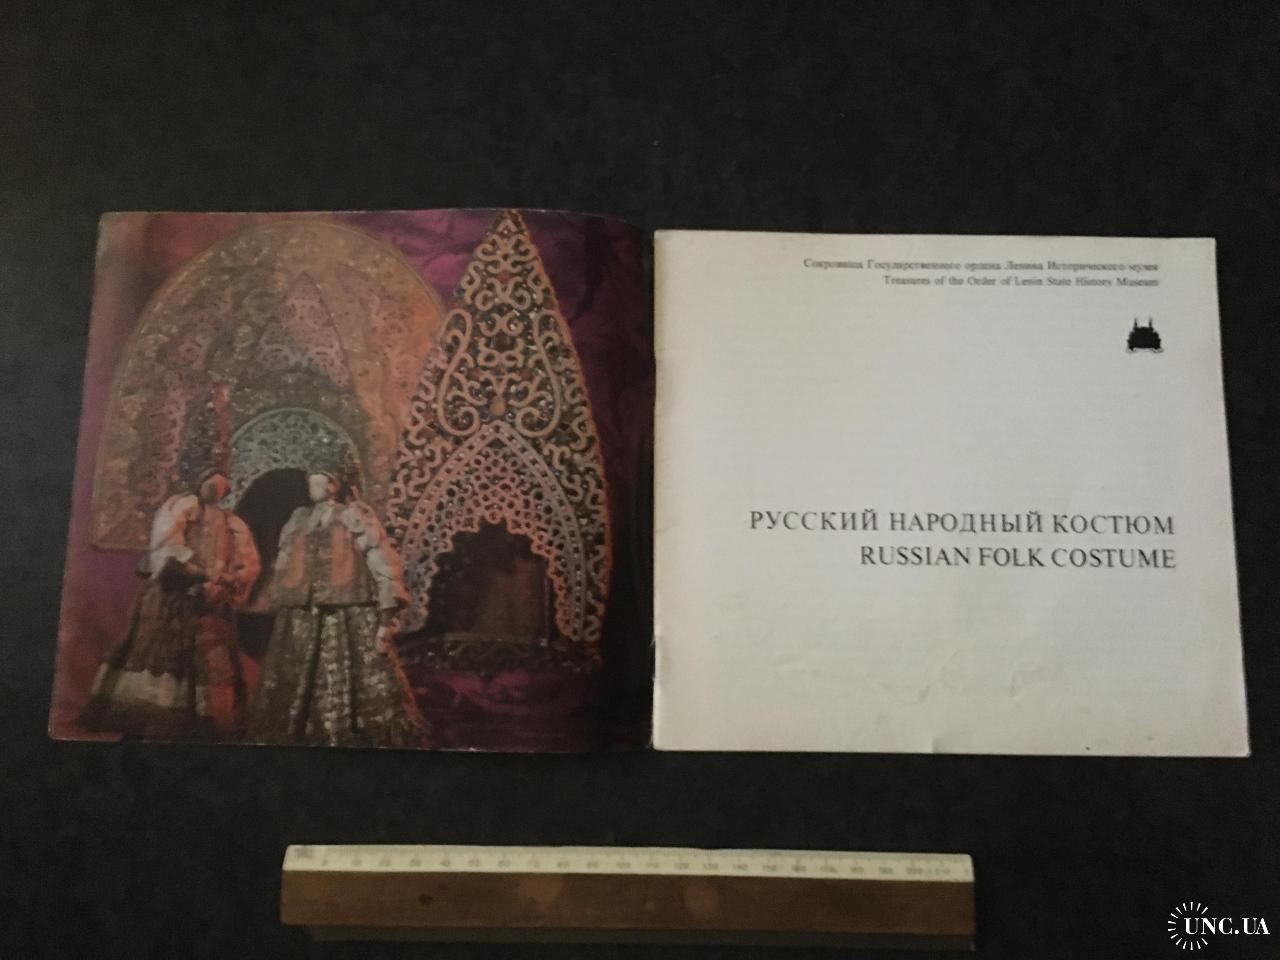 Сокровища Государственного ордена Ленина Исторического музея
Treasures of the Order of Lenin State History Museum
РУССКИЙ НАРОДНЫЙ КОСТЮМ
RUSSIAN FOLK COSTUME
UNC.UA